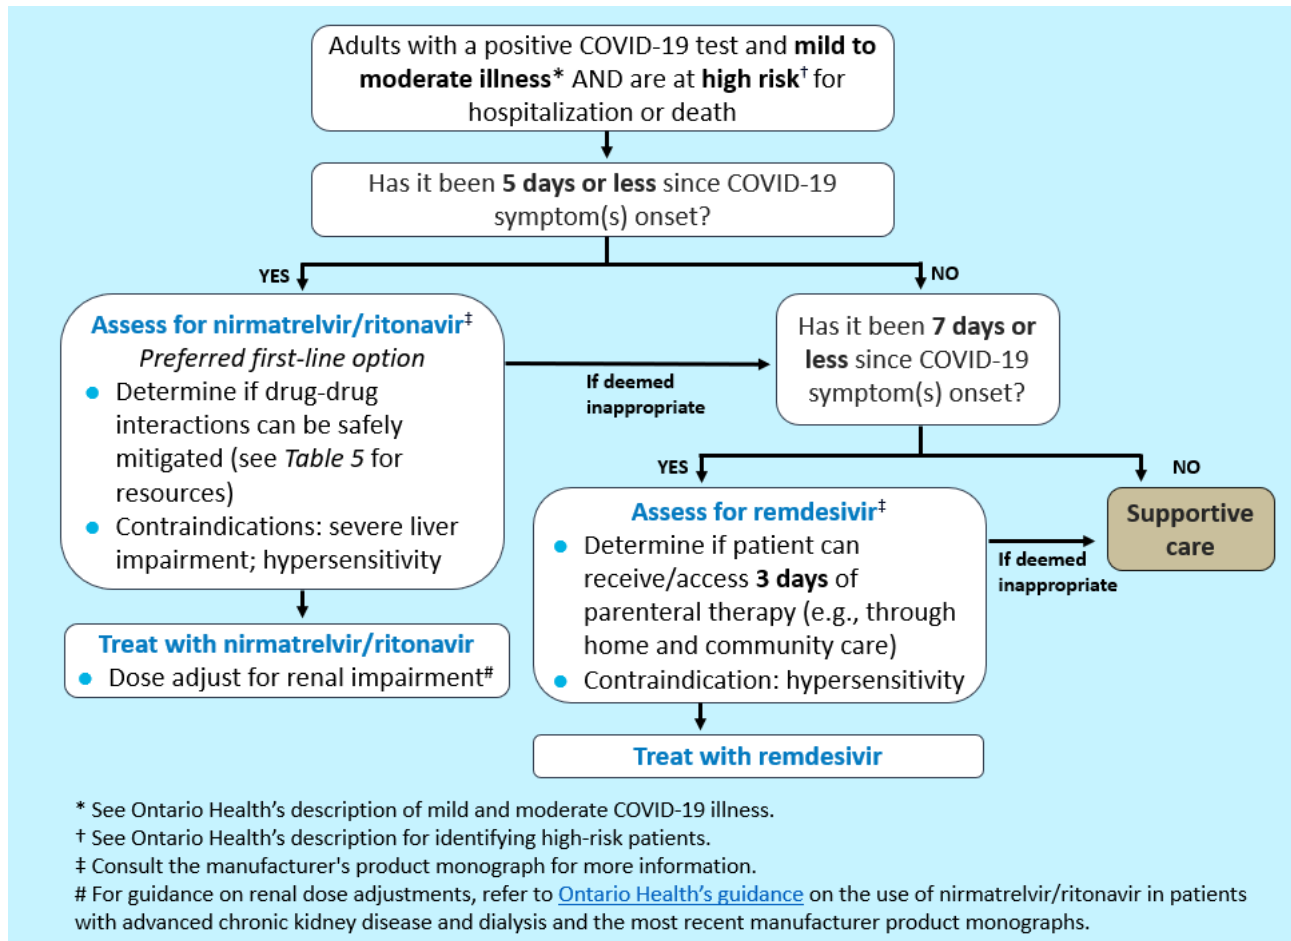 Adults with a positive COVID-19 test and mild to
moderate illness* AND are at high risk† for
hospitalization or death
Has it been 5 days or less since COVID-19
symptom(s) onset?
YES
NO
Assess for nirmatrelvir/ritonavir‡
Preferred first-line option
● Determine if drug-drug
interactions can be safely
mitigated (see Table 5 for
resources)
● Contraindications: severe liver
impairment; hypersensitivity
If deemed
inappropriate
Has it been 7 days or
less since COVID-19
symptom(s) onset?
YES
NO
Treat with nirmatrelvir/ritonavir
● Dose adjust for renal impairment#
Assess for remdesivir‡
● Determine if patient can
receive/access 3 days of
parenteral therapy (e.g., through
home and community care)
● Contraindication: hypersensitivity
If deemed
inappropriate
Supportive
care
Treat with remdesivir
* See Ontario Health's description of mild and moderate COVID-19 illness.
† See Ontario Health's description for identifying high-risk patients.
‡ Consult the manufacturer's product monograph for more information.
# For guidance on renal dose adjustments, refer to Ontario Health's guidance on the use of nirmatrelvir/ritonavir in patients
with advanced chronic kidney disease and dialysis and the most recent manufacturer product monographs.